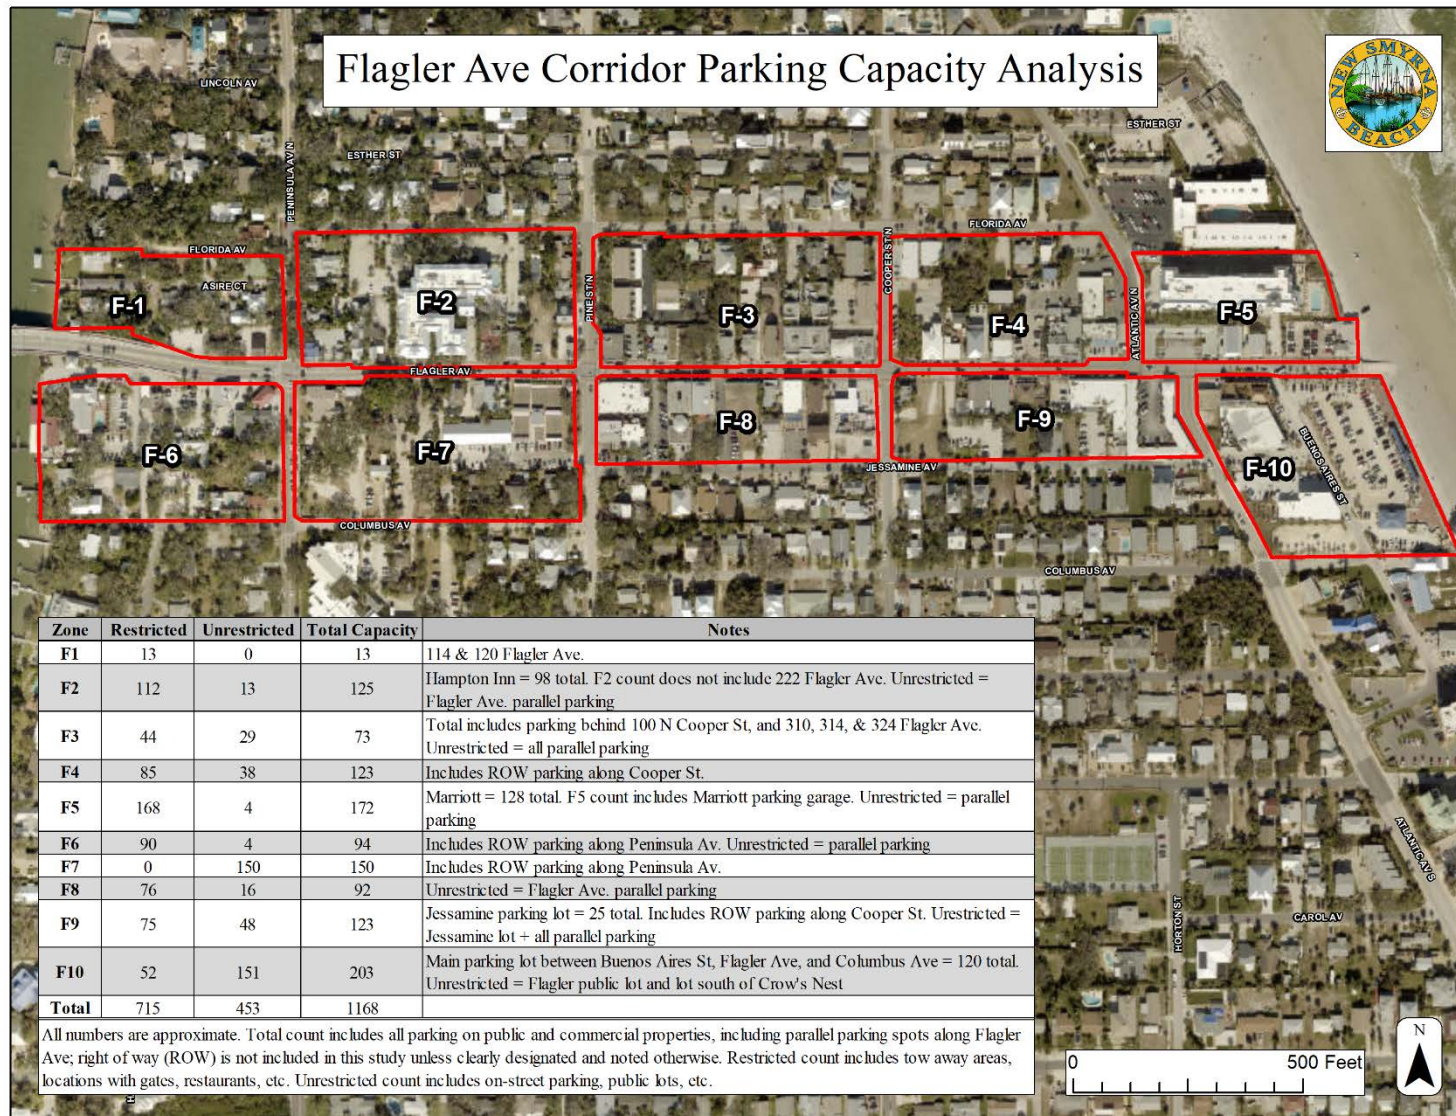 Flagler Ave Corridor Parking Capacity Analysis
NEW SMYRNA
BEACH
LINCOLN AV
PENINSULA AV N
ESTHER ST
ESTHER ST
FLORIDA AV
FLORIDA AV
ASIRE CT
PINE ST N
COOPER ST N
ATLANTIC AV N
F-1
F-2
F-3
F-4
F-5
FLAGLER AV
F-6
F-7
F-8
F-9
F-10
BUENOS AIRES ST
JESSAMINE AV
COLUMBUS AV
COLUMBUS AV
ATLANTIC AV S
HORTON ST
CAROL AV
Zone Restricted Unrestricted Total Capacity Notes
F1 13 0 13 114 & 120 Flagler Ave.
F2 112 13 125 Hampton Inn = 98 total. F2 count does not include 222 Flagler Ave. Unrestricted =
Flagler Ave. parallel parking
F3 44 29 73 Total includes parking behind 100 N Cooper St, and 310, 314, & 324 Flagler Ave.
Unrestricted = all parallel parking
F4 85 38 123 Includes ROW parking along Cooper St.
F5 168 4 172 Marriott = 128 total. F5 count includes Marriott parking garage. Unrestricted = parallel
parking
F6 90 4 94 Includes ROW parking along Peninsula Av. Unrestricted = parallel parking
F7 0 150 150 Includes ROW parking along Peninsula Av.
F8 76 16 92 Unrestricted = Flagler Ave. parallel parking
F9 75 48 123 Jessamine parking lot = 25 total. Includes ROW parking along Cooper St. Urestricted =
Jessamine lot + all parallel parking
F10 52 151 203 Main parking lot between Buenos Aires St, Flagler Ave, and Columbus Ave = 120 total.
Unrestricted = Flagler public lot and lot south of Crow's Nest
Total 715 453 1168
All numbers are approximate. Total count includes all parking on public and commercial properties, including parallel parking spots along Flagler
Ave; right of way (ROW) is not included in this study unless clearly designated and noted otherwise. Restricted count includes tow away areas,
locations with gates, restaurants, etc. Unrestricted count includes on-street parking, public lots, etc.
0 500 Feet
N